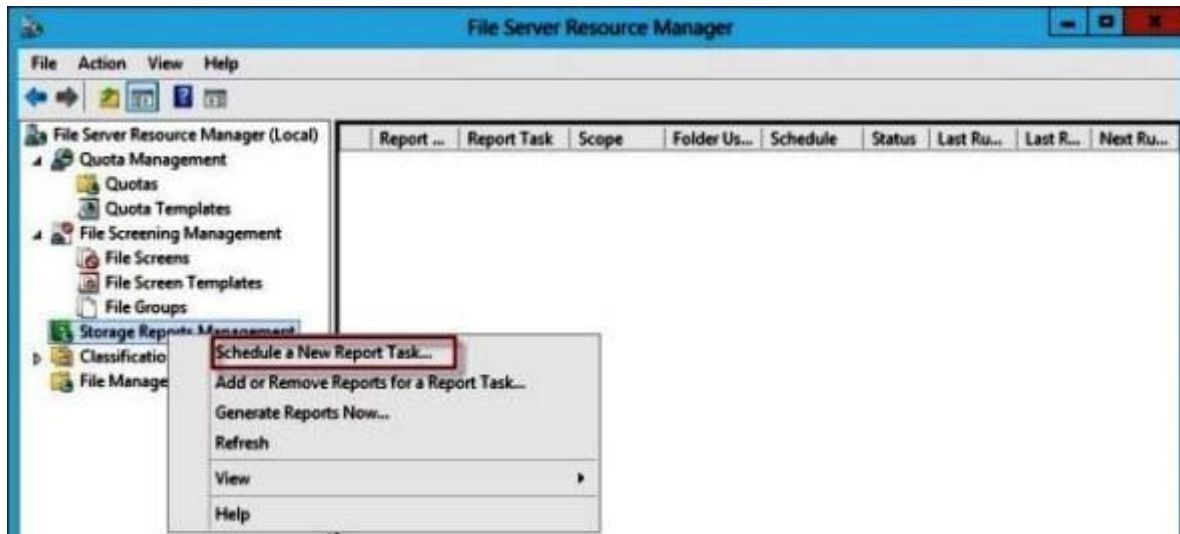 File Server Resource Manager
File Action View Help
File Server Resource Manager (Local)
Quota Management
Quotas
Quota Templates
File Screening Management
File Screens
File Screen Templates
File Groups
Storage Reports Management
Classificatio
File Manage
Report ... Report Task Scope Folder Us... Schedule Status Last Ru... Last R... Next Ru...
Schedule a New Report Task...
Add or Remove Reports for a Report Task...
Generate Reports Now...
Refresh
View
Help